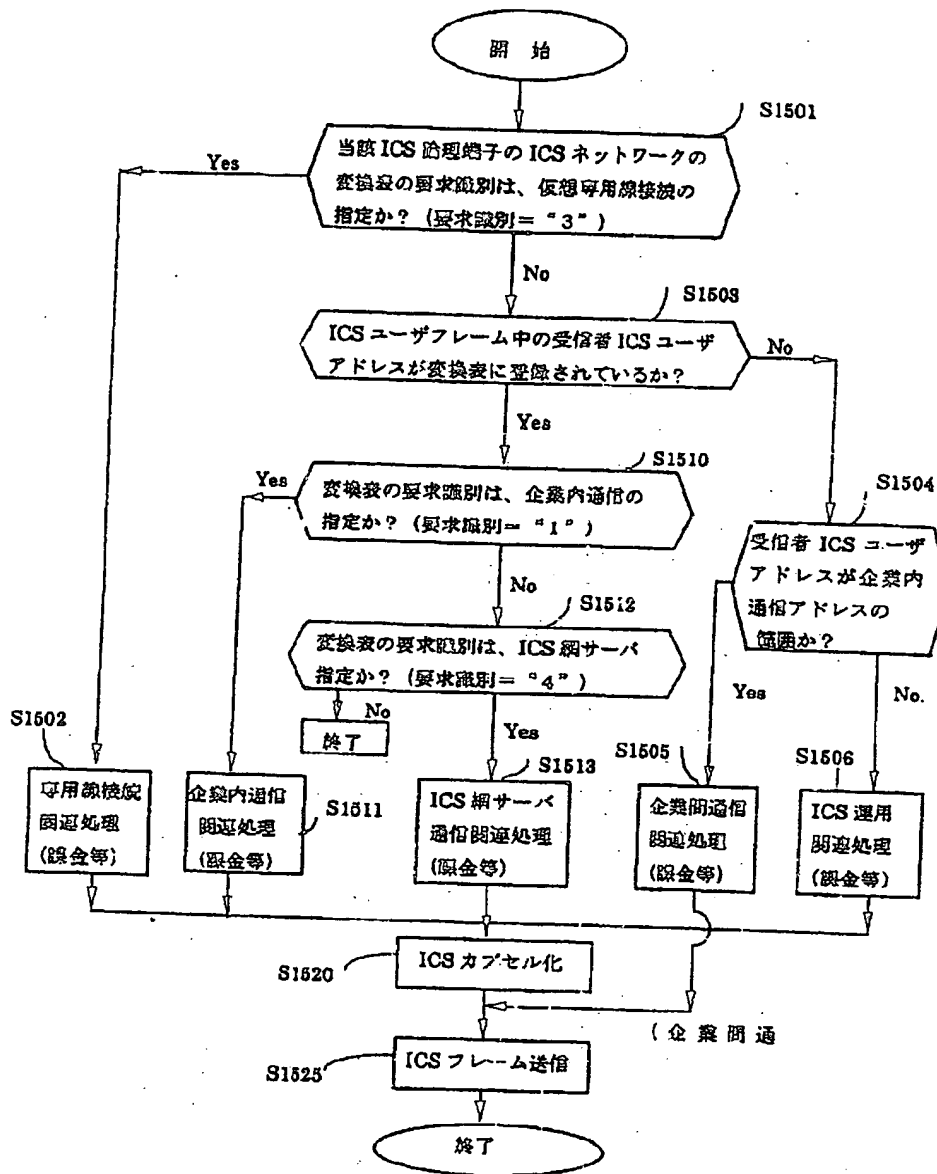 開 始
S1501
当該ICS論理端子のICSネットワークの
変換表の要求識別は、仮想専用線接続の
指定か？（要求識別＝“3”）
Yes
No
S1503
ICSユーザフレーム中の受信者ICSユーザ
アドレスが変換表に登録されているか？
No
Yes
S1510
変換表の要求識別は、企業内通信の
指定か？（要求識別＝“1”）
Yes
No
S1504
受信者ICSユーザ
アドレスが企業内
通信アドレスの
範囲か？
Yes
No.
S1512
変換表の要求識別は、ICS網サーバ
指定か？（要求識別＝“4”）
No
終了
Yes
S1502
専用線接続
関連処理
(課金等)
企業内通信
関連処理
(課金等)
S1511
S1513
ICS網サーバ
通信関連処理
(課金等)
S1505
企業間通信
関連処理
(課金等)
S1506
ICS運用
関連処理
(課金等)
S1520
ICSカプセル化
(企業間通
S1525
ICSフレーム送信
終了